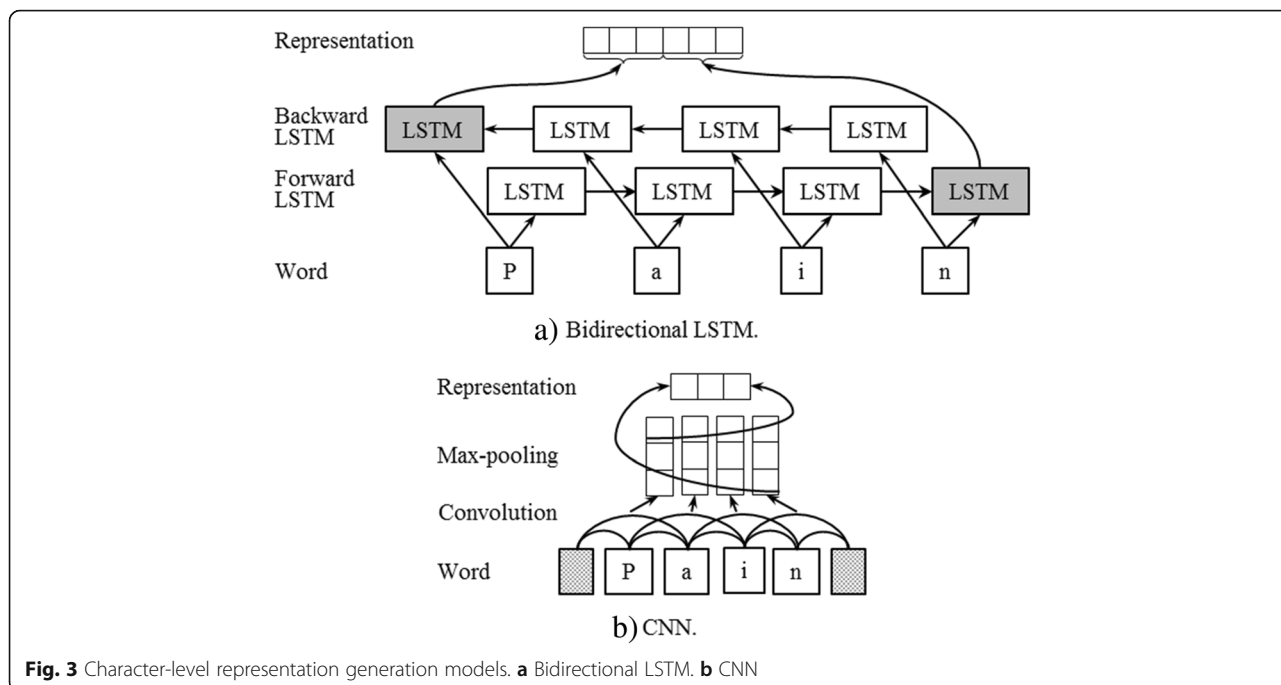 Representation
Backward
LSTM
LSTM LSTM LSTM LSTM
Forward
LSTM
LSTM LSTM LSTM LSTM
Word P a i n
a) Bidirectional LSTM.
Representation
Max-pooling
Convolution
Word P a i n
b) CNN.
Fig. 3 Character-level representation generation models. a Bidirectional LSTM. b CNN